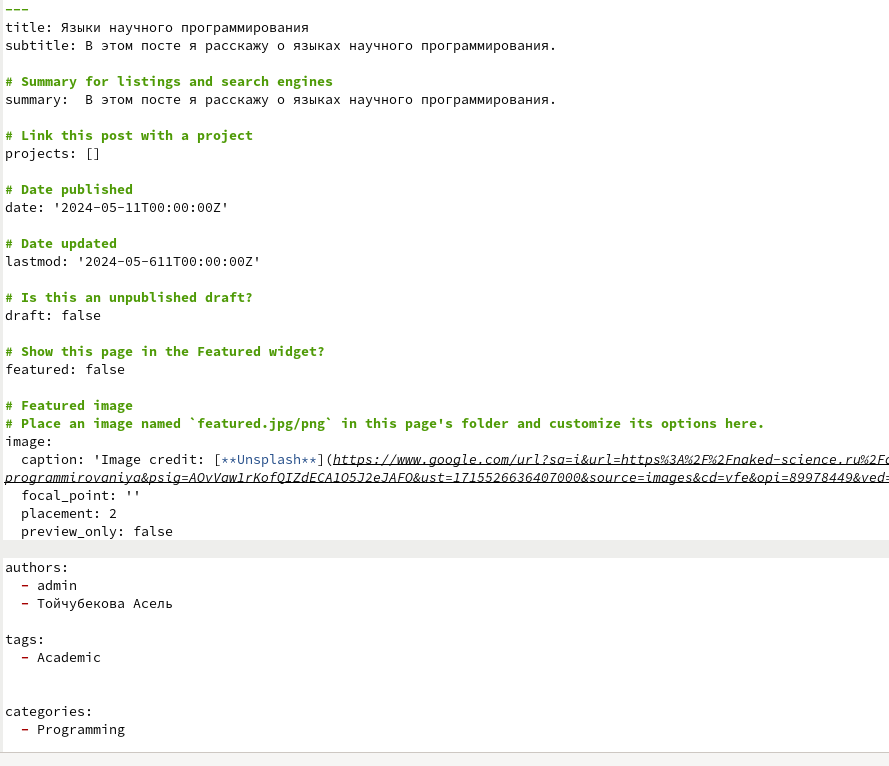 ---
title: Языки научного программирования
subtitle: В этом посте я расскажу о языках научного программирования.
# Summary for listings and search engines
summary:  В этом посте я расскажу о языках научного программирования.
# Link this post with a project
projects: []
# Date published
date: '2024-05-11T00:00:00Z'
# Date updated
lastmod: '2024-05-611T00:00:00Z'
# Is this an unpublished draft?
draft: false
# Show this page in the Featured widget?
featured: false
# Featured image
# Place an image named `featured.jpg/png` in this page's folder and customize its options here.
image:
  caption: 'Image credit: [**Unsplash**](https://www.google.com/url?sa=i&url=https%3A%2F%2Fnaked-science.ru%2F
programmirovaniya&psig=AOvVaw1rKofQIZdECA1O5J2eJAFO&ust=1715526636407000&source=images&cd=vfe&opi=89978449&ved=
  focal_point: ''
  placement: 2
  preview_only: false
authors:
  - admin
  - Тойчубекова Асель
tags:
  - Academic
categories:
  - Programming